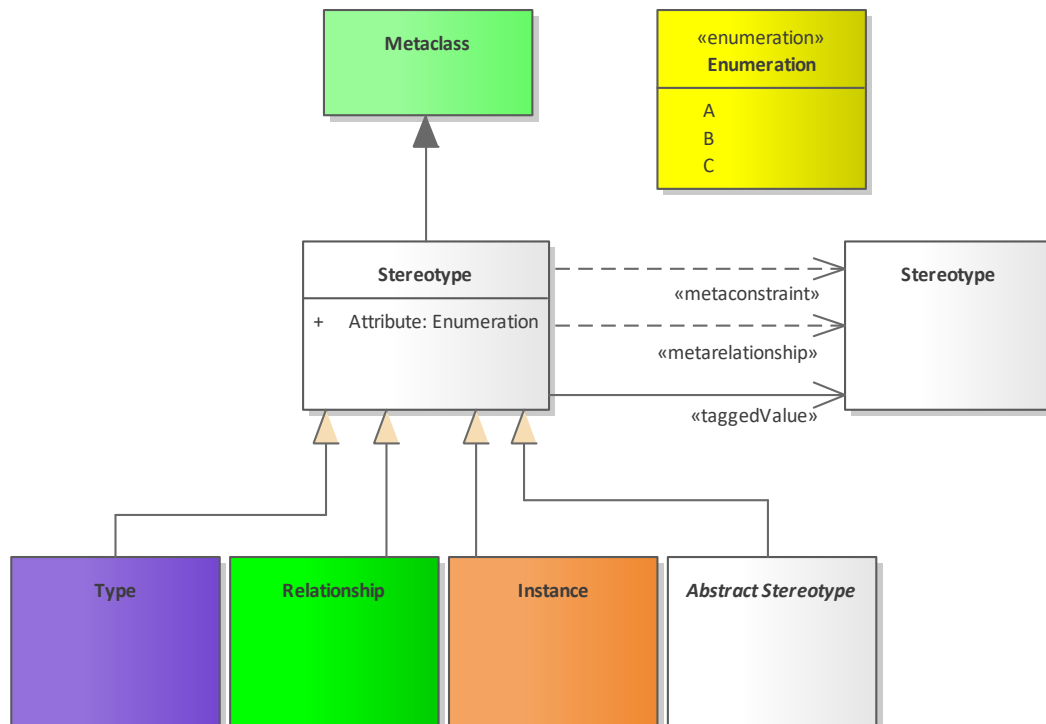 Metaclass
«enumeration»
Enumeration
A
B
C
Stereotype
+ Attribute: Enumeration
«metaconstraint»
«metarelationship»
«taggedValue»
Stereotype
Type
Relationship
Instance
Abstract Stereotype